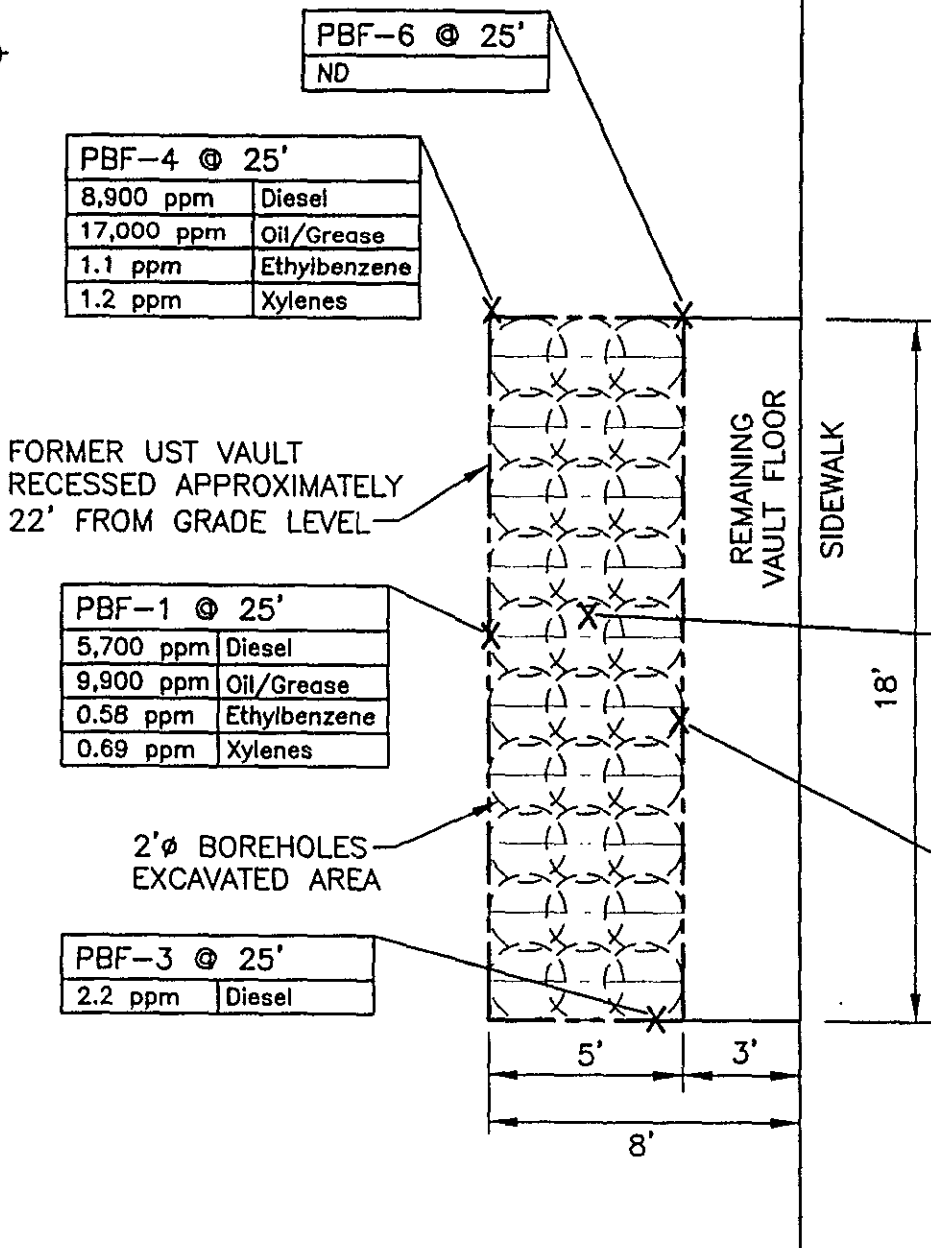 PBF-6 @ 25'
ND
PBF-4 @ 25'
8,900 ppm Diesel
17,000 ppm Oil/Grease
1.1 ppm Ethylbenzene
1.2 ppm Xylenes
FORMER UST VAULT
RECESSED APPROXIMATELY
22' FROM GRADE LEVEL
REMAINING
VAULT FLOOR
SIDEWALK
PBF-1 @ 25'
5,700 ppm Diesel
9,900 ppm Oil/Grease
0.58 ppm Ethylbenzene
0.69 ppm Xylenes
18'
2'ø BOREHOLES
EXCAVATED AREA
PBF-3 @ 25'
2.2 ppm Diesel
5'
3'
8'